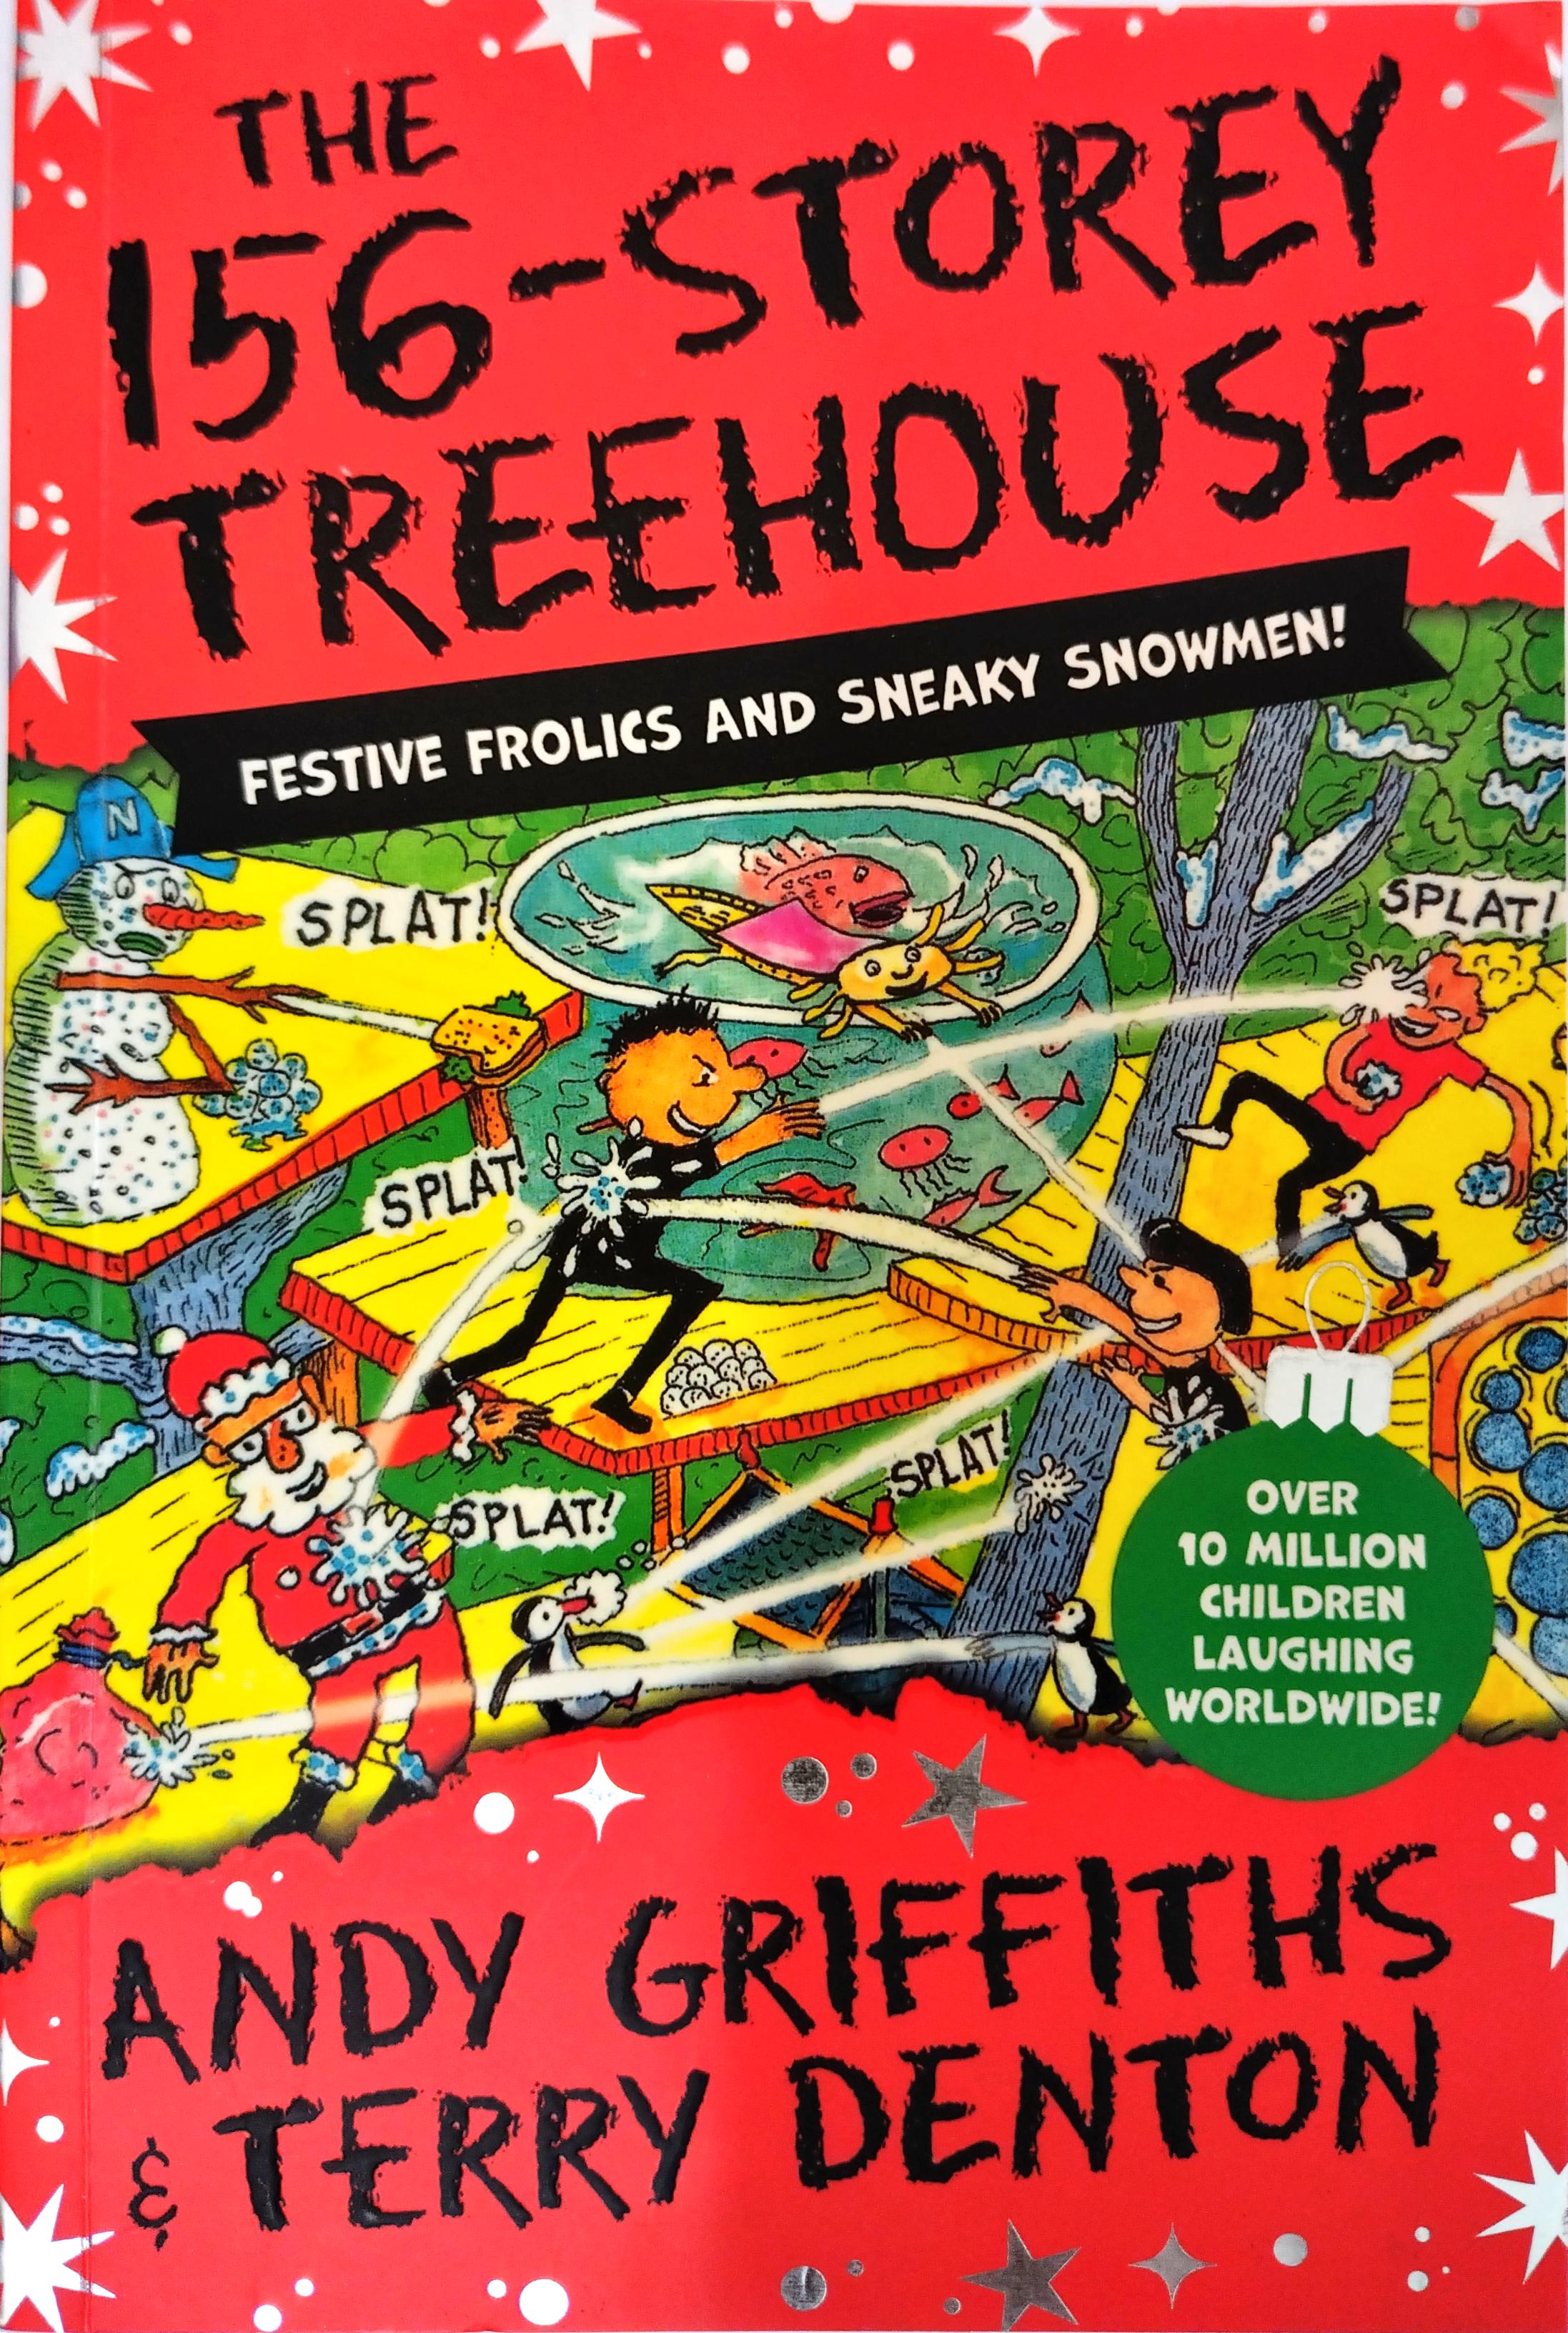 THE
156-STOREY
TREEHOUSE
FESTIVE FROLICS AND SNEAKY SNOWMEN!
N
SPLAT!
SPLAT!
SPLAT!
SPLAT!
SPLAT!
OVER
10 MILLION
CHILDREN
LAUGHING
WORLDWIDE!
ANDY GRIFFITHS
& TERRY DENTON